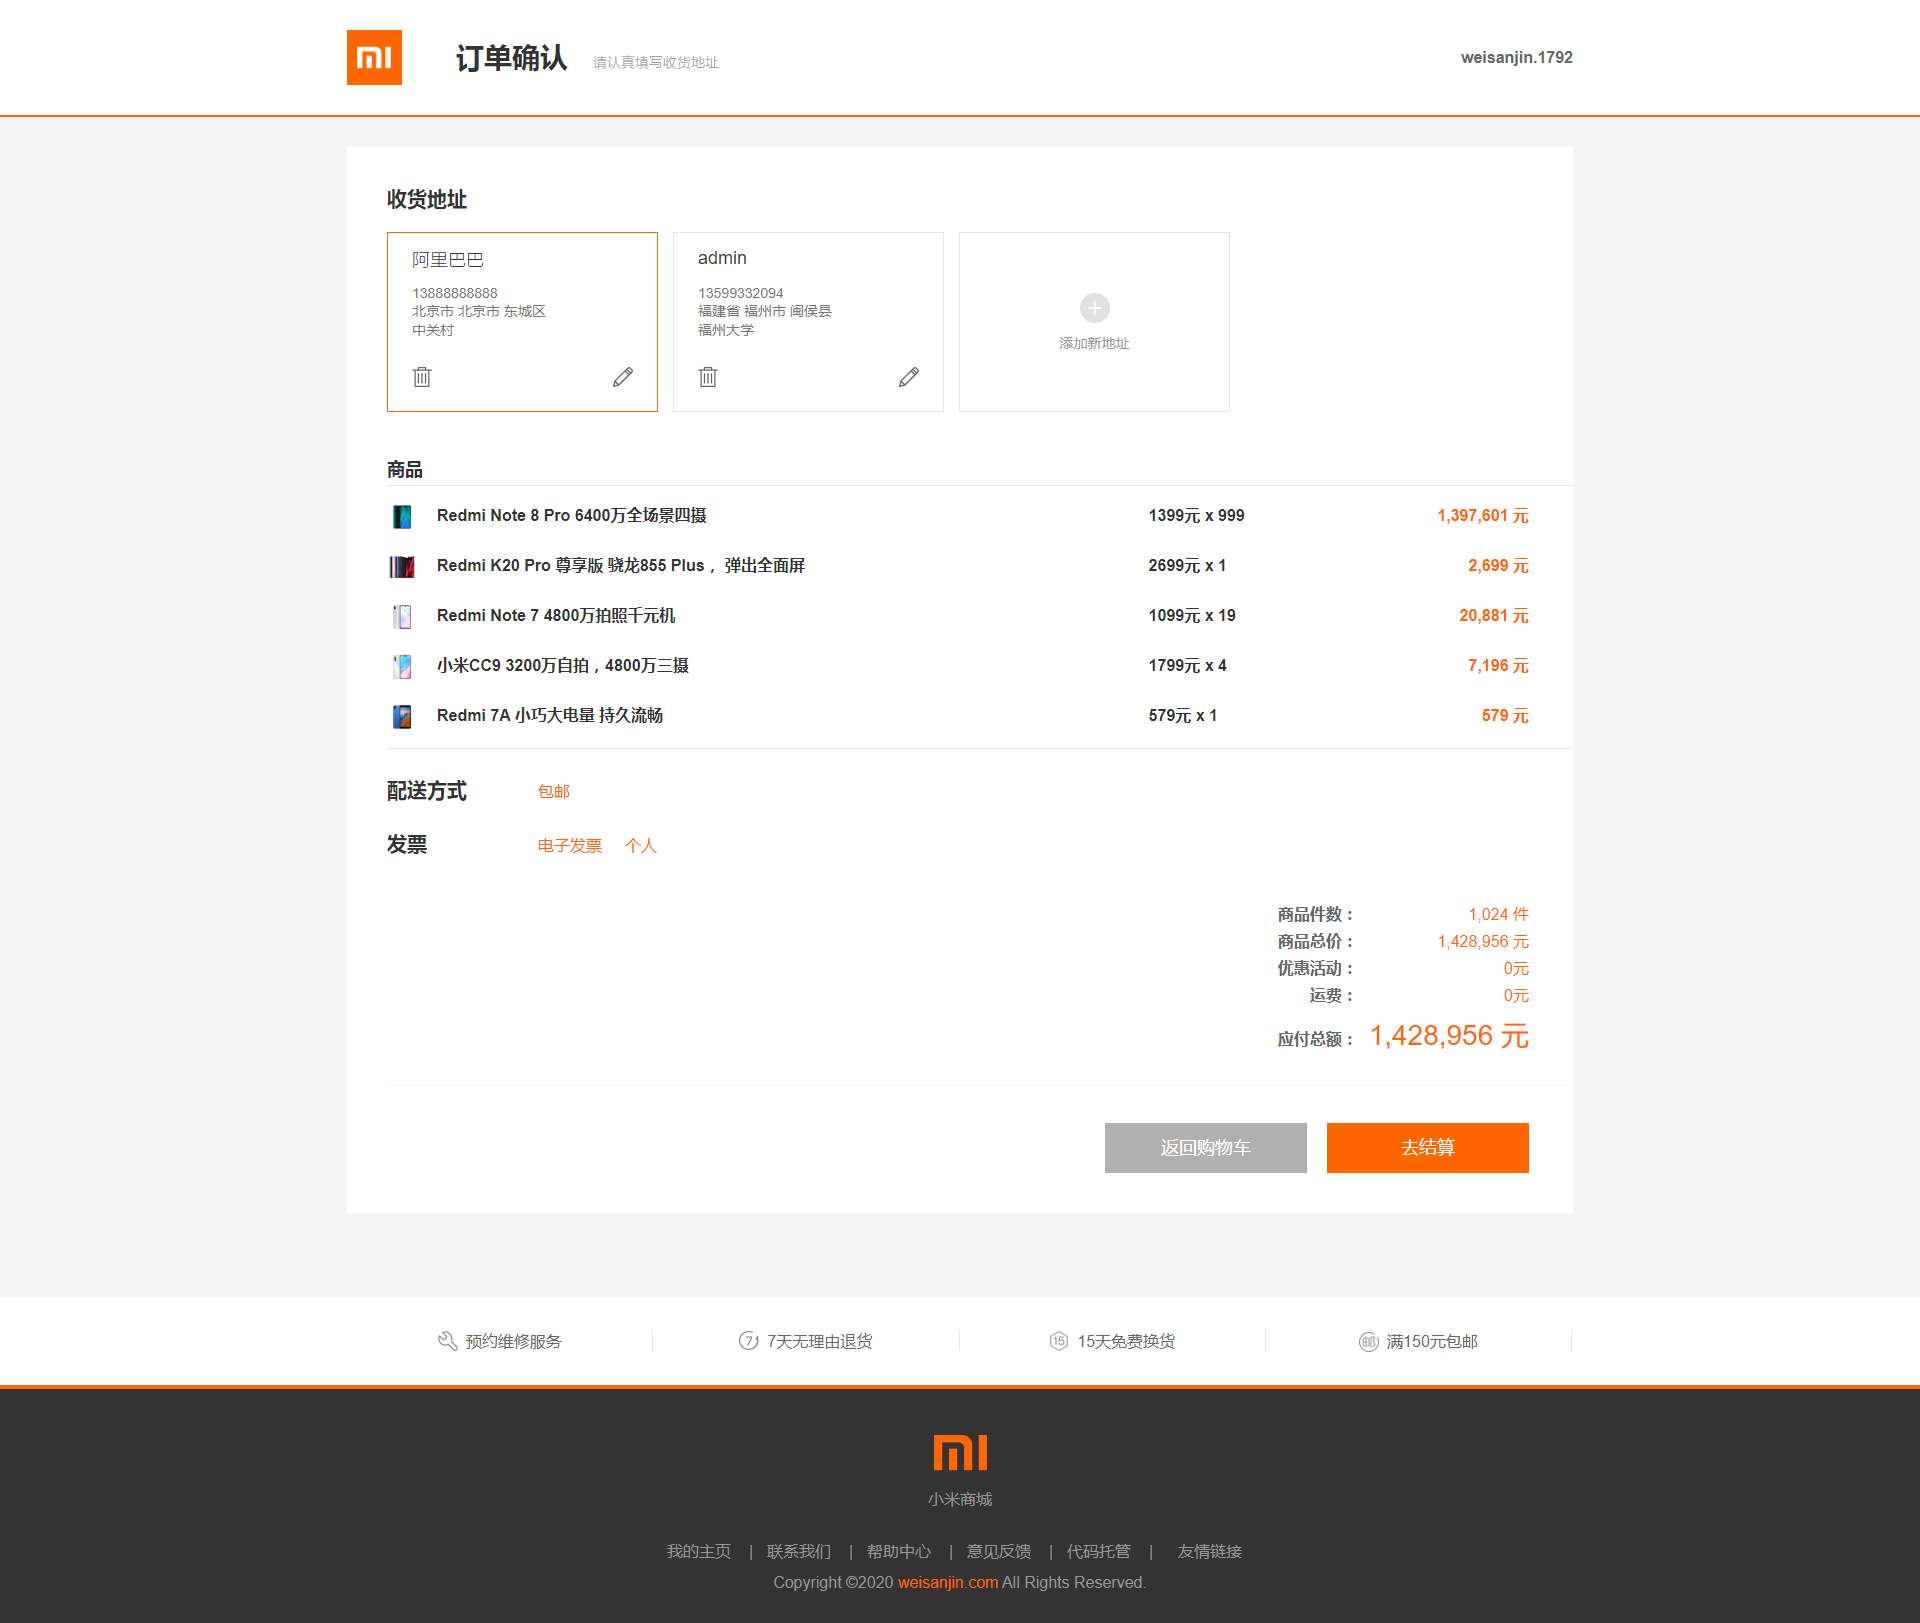 订单确认 请认真填写收货地址 weisanjin.1792
收货地址
阿里巴巴
13888888888
北京市 北京市 东城区
中关村
admin
13599332094
福建省 福州市 闽侯县
福州大学
添加新地址
商品
Redmi Note 8 Pro 6400万全场景四摄 1399元 x 999 1,397,601 元
Redmi K20 Pro 尊享版 骁龙855 Plus， 弹出全面屏 2699元 x 1 2,699 元
Redmi Note 7 4800万拍照千元机 1099元 x 19 20,881 元
小米CC9 3200万自拍，4800万三摄 1799元 x 4 7,196 元
Redmi 7A 小巧大电量 持久流畅 579元 x 1 579 元
配送方式 包邮
发票 电子发票 个人
商品件数： 1,024 件
商品总价： 1,428,956 元
优惠活动： 0元
运费： 0元
应付总额： 1,428,956 元
返回购物车 去结算
预约维修服务 7天无理由退货 15天免费换货 满150元包邮
小米商城
我的主页 | 联系我们 | 帮助中心 | 意见反馈 | 代码托管 | 友情链接
Copyright ©2020 weisanjin.com All Rights Reserved.